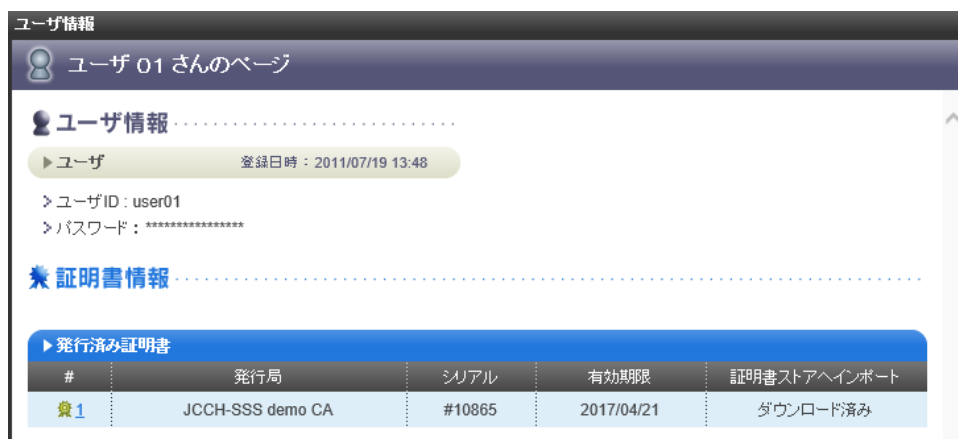 ユーザ情報
ユーザ 01 さんのページ
ユーザ情報
ユーザ 登録日時：2011/07/19 13:48
ユーザID : user01
パスワード： ****************
証明書情報
発行済み証明書
# 発行局 シリアル 有効期限 証明書ストアへインポート
1 JCCH-SSS demo CA #10865 2017/04/21 ダウンロード済み